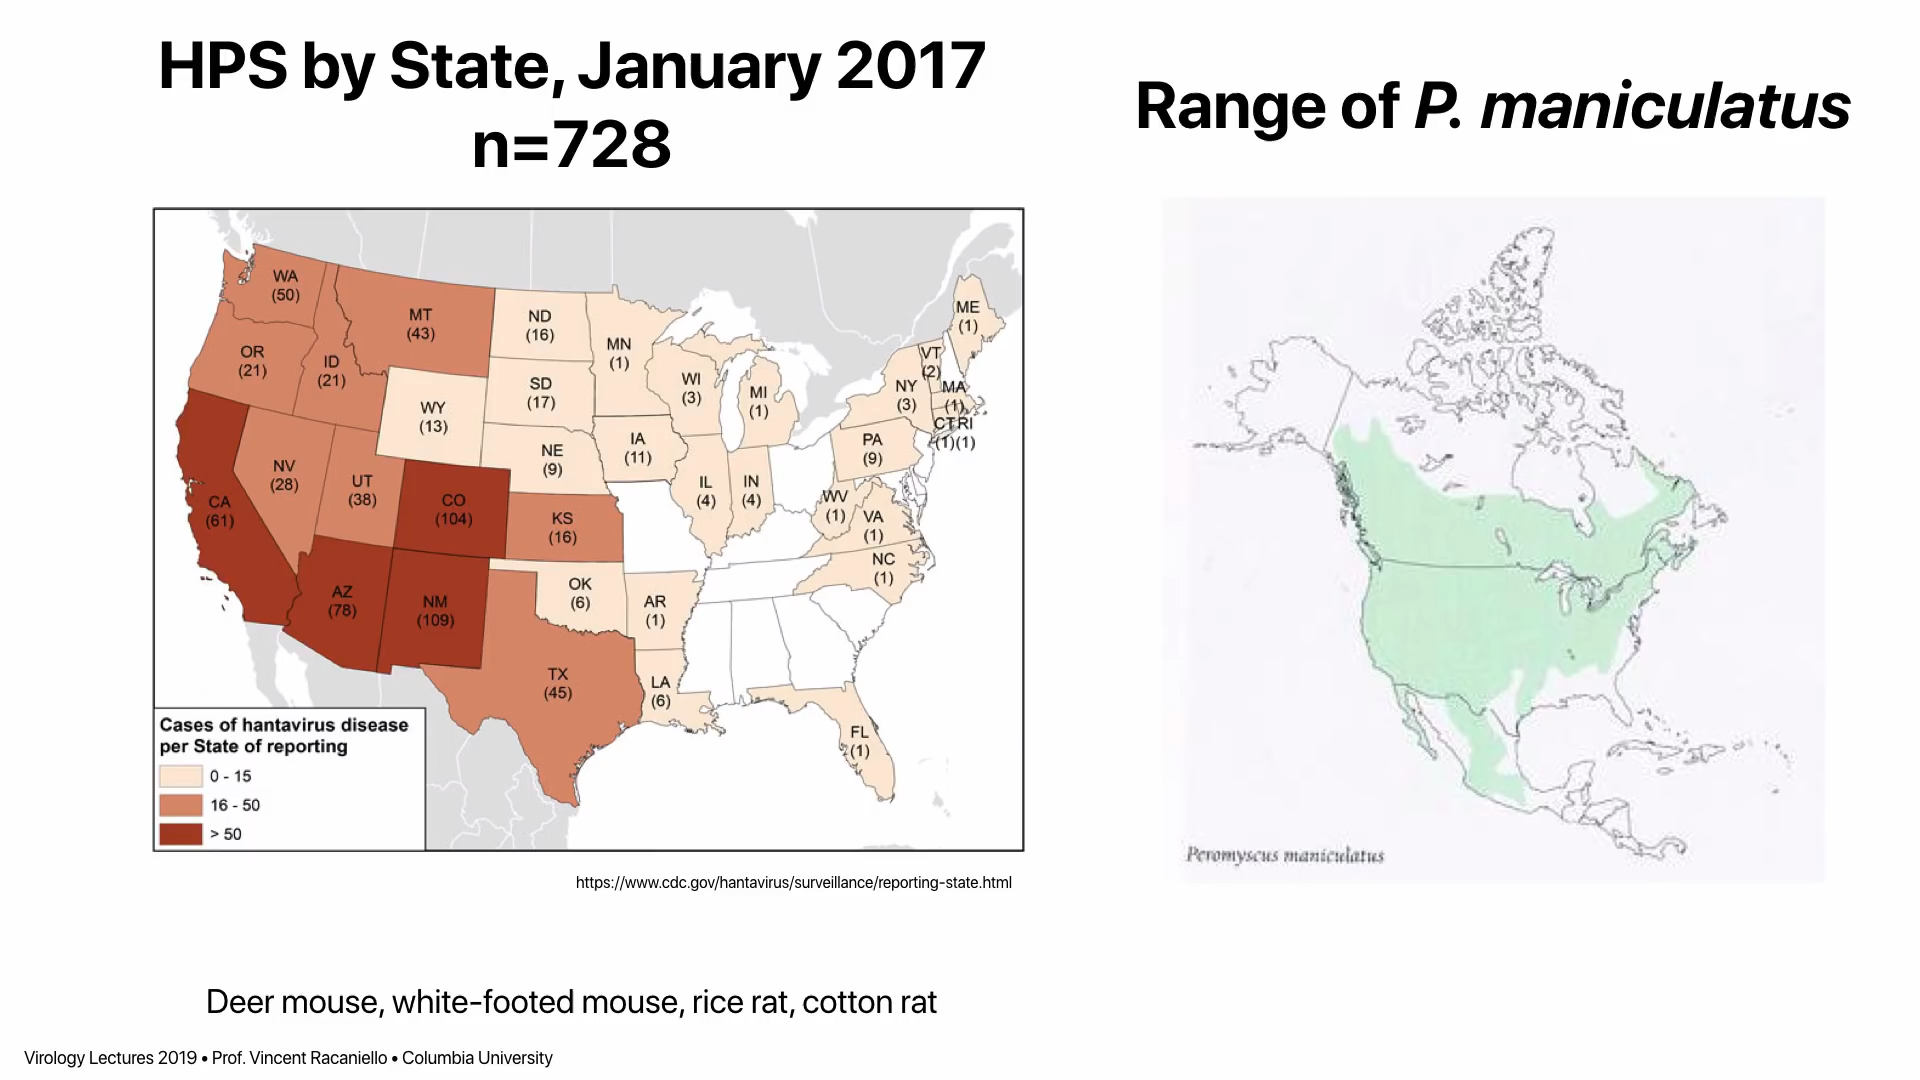 HPS by State, January 2017
n=728
Range of P. maniculatus
WA
(50)
MT
(43)
ND
(16)
MN
(1)
ME
(1)
OR
(21)
ID
(21)
SD
(17)
WI
(3)
MI
(1)
NY
(3)
VT
(2)
MA
(1)
CT RI
(1)(1)
WY
(13)
NE
(9)
IA
(11)
PA
(9)
NV
(28)
UT
(38)
CO
(104)
KS
(16)
IL
(4)
IN
(4)
WV
(1)
VA
(1)
CA
(61)
NC
(1)
AZ
(78)
NM
(109)
OK
(6)
AR
(1)
TX
(45)
LA
(6)
FL
(1)
Cases of hantavirus disease
per State of reporting
0 - 15
16 - 50
> 50
Peromyscus maniculatus
https://www.cdc.gov/hantavirus/surveillance/reporting-state.html
Deer mouse, white-footed mouse, rice rat, cotton rat
Virology Lectures 2019 • Prof. Vincent Racaniello • Columbia University